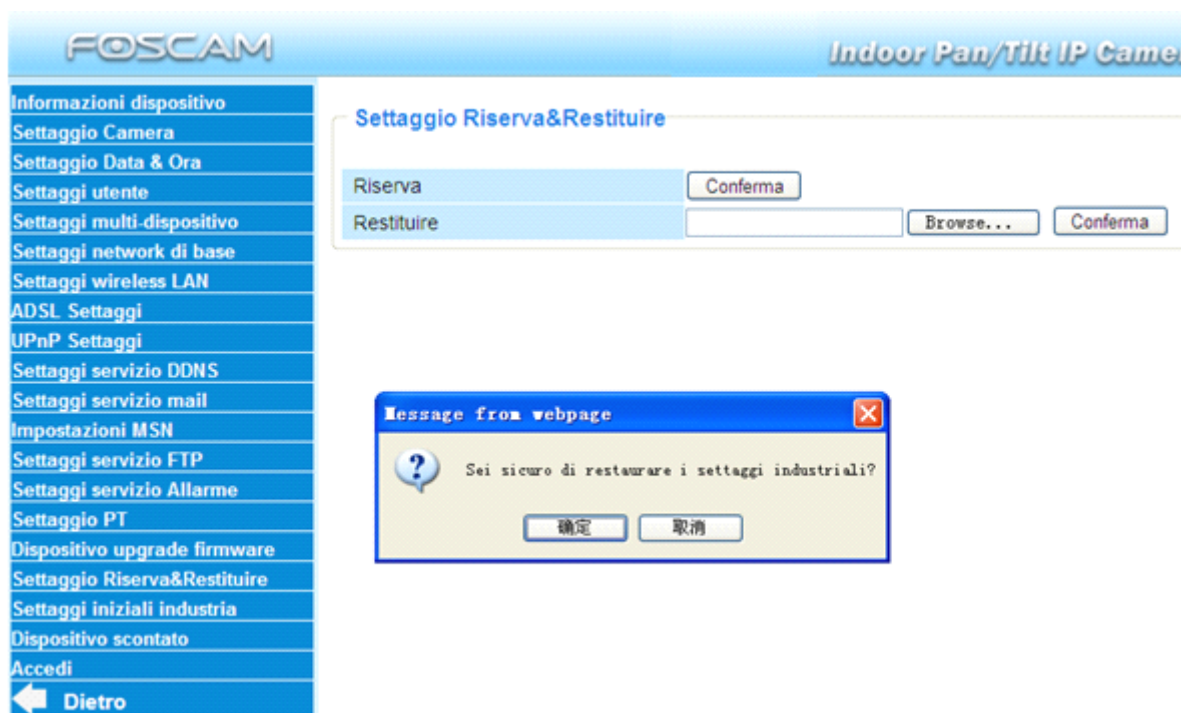 FOSCAM
Indoor Pan/Tilt IP Camer
Informazioni dispositivo
Settaggio Camera
Settaggio Data & Ora
Settaggi utente
Settaggi multi-dispositivo
Settaggi network di base
Settaggi wireless LAN
ADSL Settaggi
UPnP Settaggi
Settaggi servizio DDNS
Settaggi servizio mail
Impostazioni MSN
Settaggi servizio FTP
Settaggi servizio Allarme
Settaggio PT
Dispositivo upgrade firmware
Settaggio Riserva&Restituire
Settaggi iniziali industria
Dispositivo scontato
Accedi
Dietro
Settaggio Riserva&Restituire
Riserva Conferma
Restituire Browse... Conferma
Message from webpage
Sei sicuro di restaurare i settaggi industriali?
确定 取消